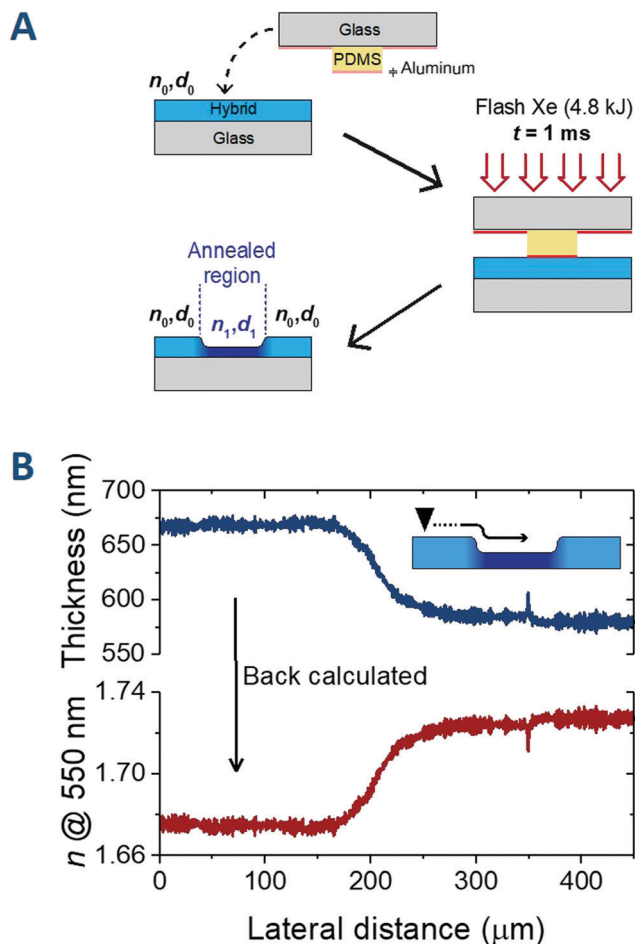 A
Glass
PDMS
Aluminum
n₀,d₀
Hybrid
Glass
Flash Xe (4.8 kJ)
t = 1 ms
Annealed
region
n₀,d₀
n₁,d₁
n₀,d₀
B
Thickness (nm)
700
650
600
550
Back calculated
n @ 550 nm
1.74
1.70
1.66
0
100
200
300
400
Lateral distance (μm)